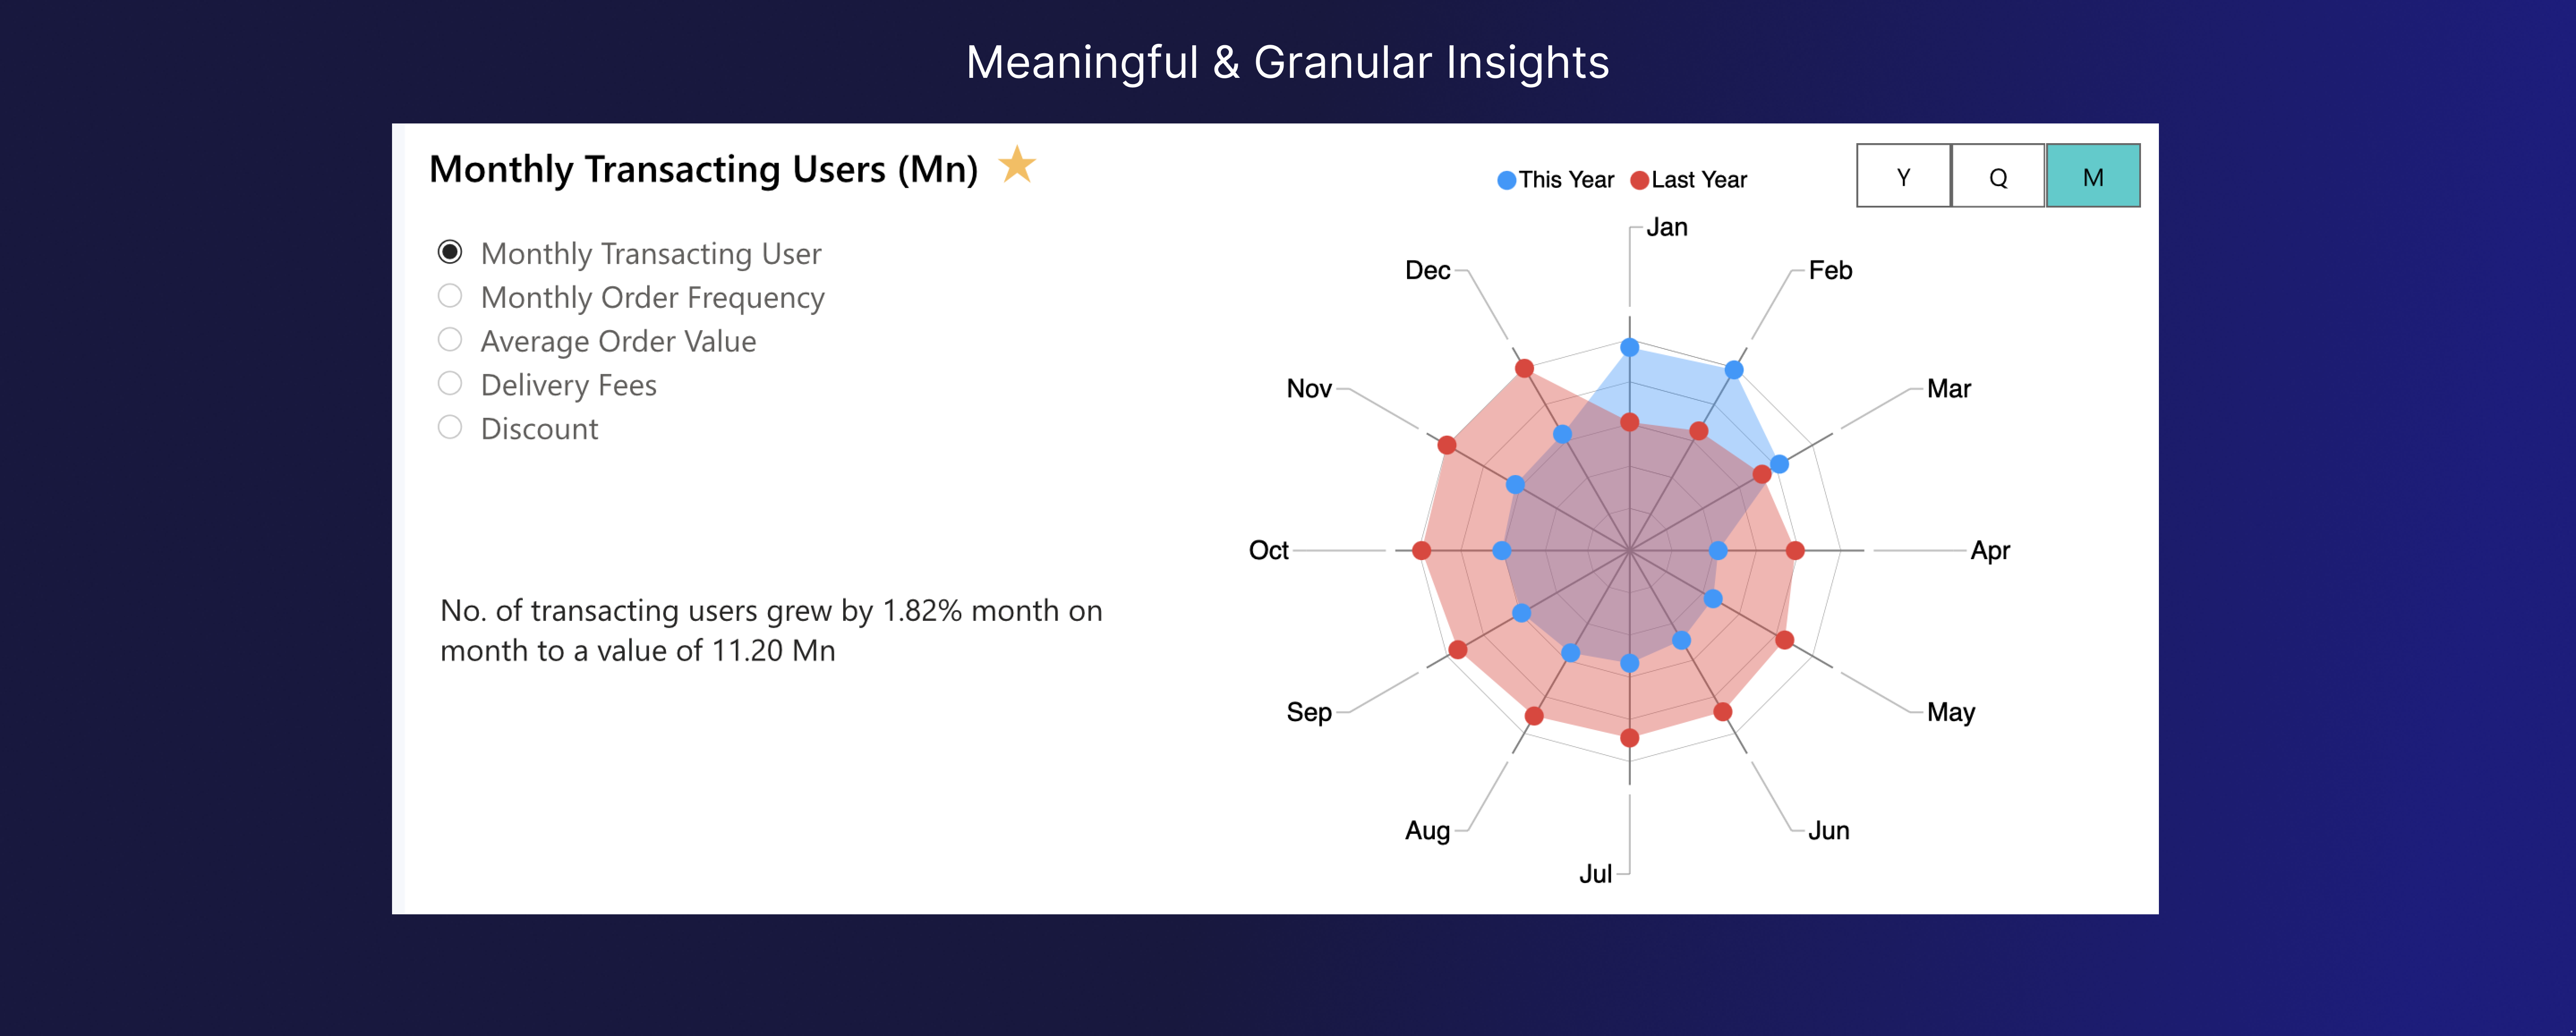 Meaningful & Granular Insights
Monthly Transacting Users (Mn)
This Year
Last Year
Y
Q
M
Monthly Transacting User
Monthly Order Frequency
Average Order Value
Delivery Fees
Discount
No. of transacting users grew by 1.82% month on
month to a value of 11.20 Mn
Jan
Feb
Mar
Apr
May
Jun
Jul
Aug
Sep
Oct
Nov
Dec